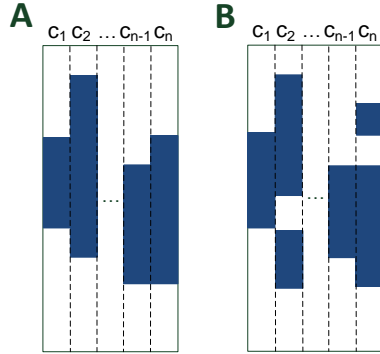 A B
c₁ c₂ ... cₙ₋₁ cₙ c₁ c₂ ... cₙ₋₁ cₙ
... ...